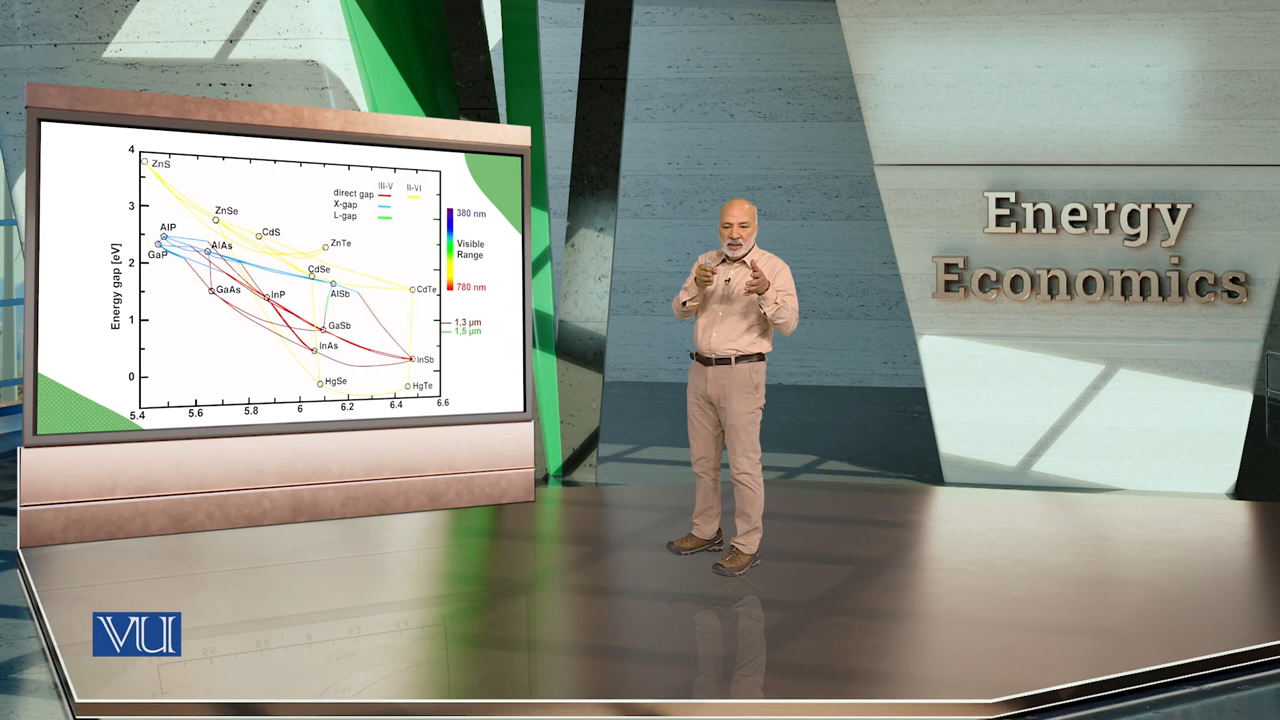 4
ZnS
III-V II-VI
direct gap
X-gap
L-gap
3
ZnSe
CdS
380 nm
AlP
ZnTe
Visible
Range
AlAs
GaP
2
CdSe
780 nm
GaAs
InP
AlSb
CdTe
Energy gap [eV]
1
GaSb
1,3 µm
1,5 µm
InAs
InSb
0
HgSe
HgTe
5.4 5.6 5.8 6 6.2 6.4 6.6
Energy
Economics
VU